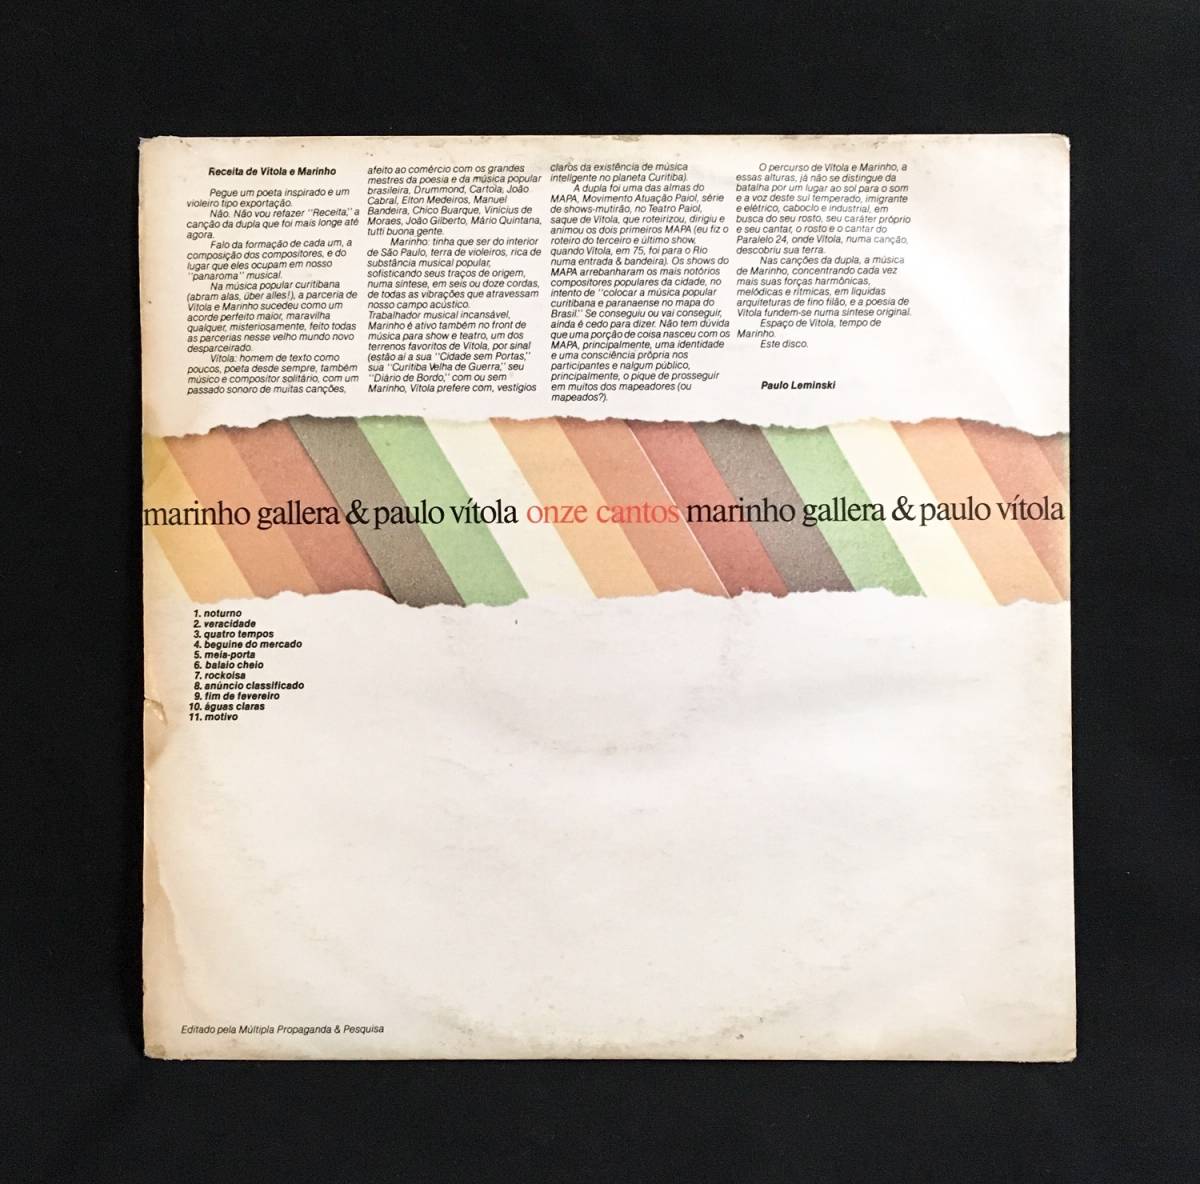 Receita de Vitola e Marinho
Pegue um poeta inspirado e um
violeiro tipo exportação.
Não. Não vou refazer "Receita," a
canção da dupla que foi mais longe até
agora.
Falo da formação de cada um, a
composição dos compositores, e do
lugar que eles ocupam em nosso
"panaroma" musical.
Na música popular curitibana
(abram alas, über alles!), a parceria de
Vítola e Marinho sucedeu como um
acorde perfeito maior, maravilha
qualquer, misteriosamente, feito todas
as parcerias nesse velho mundo novo
desparceirado.
Vítola: homem de texto como
poucos, poeta desde sempre, também
músico e compositor solitário, com um
passado sonoro de muitas canções,
afeito ao comércio com os grandes
mestres da poesia e da música popular
brasileira, Drummond, Cartola, João
Cabral, Elton Medeiros, Manuel
Bandeira, Chico Buarque, Vinicius de
Moraes, João Gilberto, Mário Quintana,
tutti buona gente.
Marinho: tinha que ser do interior
de São Paulo, terra de violeiros, rica de
substância musical popular,
sofisticando seus traços de origem,
numa síntese, em seis ou doze cordas,
de todas as vibrações que atravessam
nosso campo acústico.
Trabalhador musical incansável,
Marinho é ativo também no front de
música para show e teatro, um dos
terrenos favoritos de Vítola, por sinal
(estão aí a sua "Cidade sem Portas,"
sua "Curitiba Velha de Guerra," seu
"Diário de Bordo," com ou sem
Marinho, Vítola prefere com, vestígios
claros da existência de música
inteligente no planeta Curitiba).
A dupla foi uma das almas do
MAPA, Movimento Atuação Paiol, série
de shows-mutirão, no Teatro Paiol,
saque de Vítola, que roteirizou, dirigiu e
animou os dois primeiros MAPA (eu fiz o
roteiro do terceiro e último show,
quando Vítola, em 75, foi para o Rio
numa entrada & bandeira). Os shows do
MAPA arrebanharam os mais notórios
compositores populares da cidade, no
intento de "colocar a música popular
curitibana e paranaense no mapa do
Brasil." Se conseguiu ou vai conseguir,
ainda é cedo para dizer. Não tem dúvida
que uma porção de coisa nasceu com os
MAPA, principalmente, uma identidade
e uma consciência própria nos
participantes e nalgum público,
principalmente, o pique de prosseguir
em muitos dos mapeadores (ou
mapeados?).
O percurso de Vítola e Marinho, a
essas alturas, já não se distingue da
batalha por um lugar ao sol para o som
e a voz deste sul temperado, imigrante
e elétrico, caboclo e industrial, em
busca do seu rosto, seu caráter próprio
e seu cantar, o rosto e o cantar do
Paralelo 24, onde Vítola, numa canção,
descobriu sua terra.
Nas canções da dupla, a música
de Marinho, concentrando cada vez
mais suas forças harmônicas,
melódicas e rítmicas, em líquidas
arquiteturas de fino filão, e a poesia de
Vítola fundem-se numa síntese original.
Espaço de Vítola, tempo de
Marinho.
Este disco.
Paulo Leminski
marinho gallera & paulo vítola onze cantos marinho gallera & paulo vítola
1. noturno
2. veracidade
3. quatro tempos
4. beguine do mercado
5. meia-porta
6. balaio cheio
7. rockoisa
8. anúncio classificado
9. fim de fevereiro
10. águas claras
11. motivo
Editado pela Múltipla Propaganda & Pesquisa